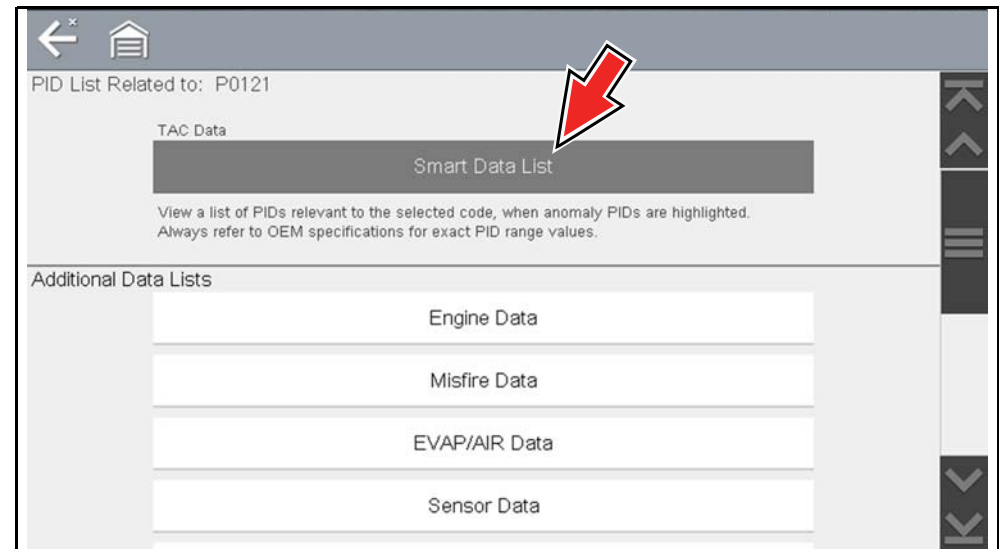 PID List Related to: P0121
TAC Data
Smart Data List
View a list of PIDs relevant to the selected code, when anomaly PIDs are highlighted.
Always refer to OEM specifications for exact PID range values.
Additional Data Lists
Engine Data
Misfire Data
EVAP/AIR Data
Sensor Data